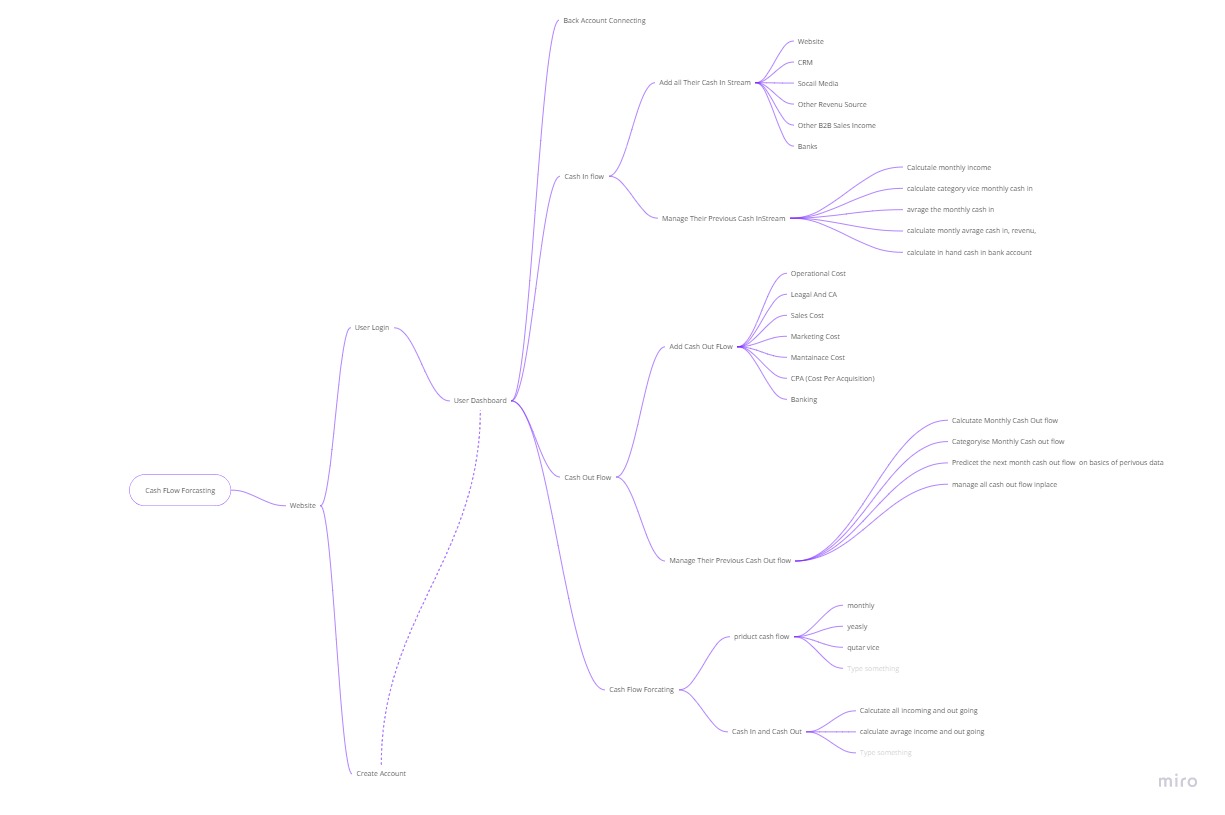 Back Account Connecting
Website
CRM
Socail Media
Other Revenu Source
Other B2B Sales Income
Banks
Add all Their Cash In Stream
Cash In flow
Manage Their Previous Cash InStream
Calcutale monthly income
calculate category vice monthly cash in
avrage the monthly cash in
calculate montly avrage cash in, revenu,
calculate in hand cash in bank account
Operational Cost
Leagal And CA
Sales Cost
Marketing Cost
Mantainace Cost
CPA (Cost Per Acquisition)
Banking
Add Cash Out FLow
User Login
User Dashboard
Cash Out Flow
Calcutate Monthly Cash Out flow
Categoryise Monthly Cash out flow
Predicet the next month cash out flow on basics of perivous data
manage all cash out flow inplace
Manage Their Previous Cash Out flow
Cash FLow Forcasting
Website
monthly
yeasly
qutar vice
Type something
priduct cash flow
Cash Flow Forcating
Cash In and Cash Out
Calcutate all incoming and out going
calculate avrage income and out going
Type something
Create Account
miro